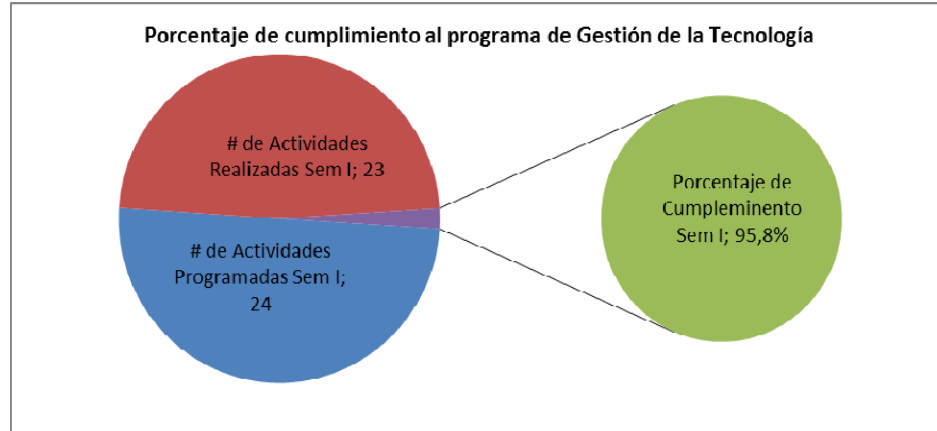 Porcentaje de cumplimiento al programa de Gestión de la Tecnología
# de Actividades
Realizadas Sem I; 23
# de Actividades
Programadas Sem I;
24
Porcentaje de
Cumpleminento
Sem I; 95,8%